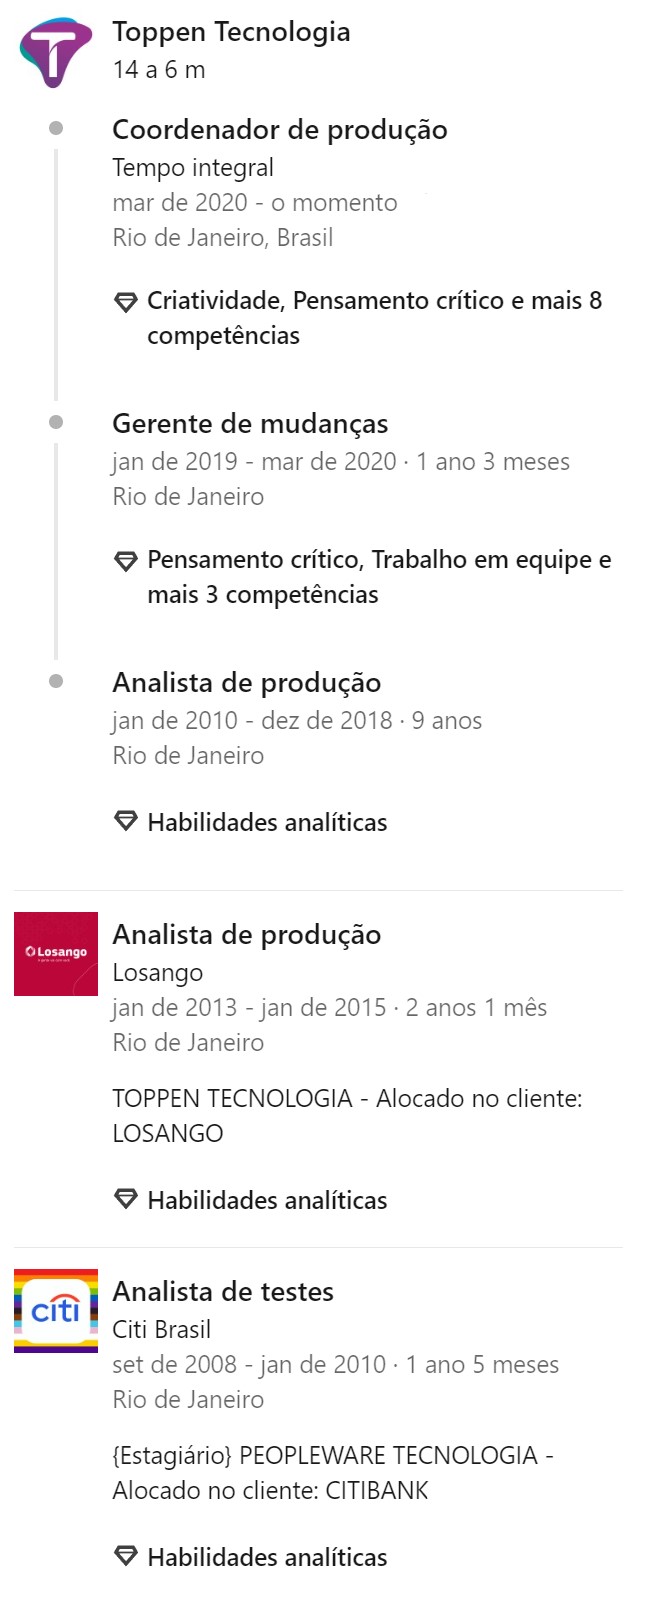 Toppen Tecnologia
14 a 6 m
Coordenador de produção
Tempo integral
mar de 2020 - o momento
Rio de Janeiro, Brasil
Criatividade, Pensamento crítico e mais 8
competências
Gerente de mudanças
jan de 2019 - mar de 2020 · 1 ano 3 meses
Rio de Janeiro
Pensamento crítico, Trabalho em equipe e
mais 3 competências
Analista de produção
jan de 2010 - dez de 2018 · 9 anos
Rio de Janeiro
Habilidades analíticas
Losango
Analista de produção
Losango
jan de 2013 - jan de 2015 · 2 anos 1 mês
Rio de Janeiro
TOPPEN TECNOLOGIA - Alocado no cliente:
LOSANGO
Habilidades analíticas
citi
Analista de testes
Citi Brasil
set de 2008 - jan de 2010 · 1 ano 5 meses
Rio de Janeiro
{Estagiário} PEOPLEWARE TECNOLOGIA -
Alocado no cliente: CITIBANK
Habilidades analíticas